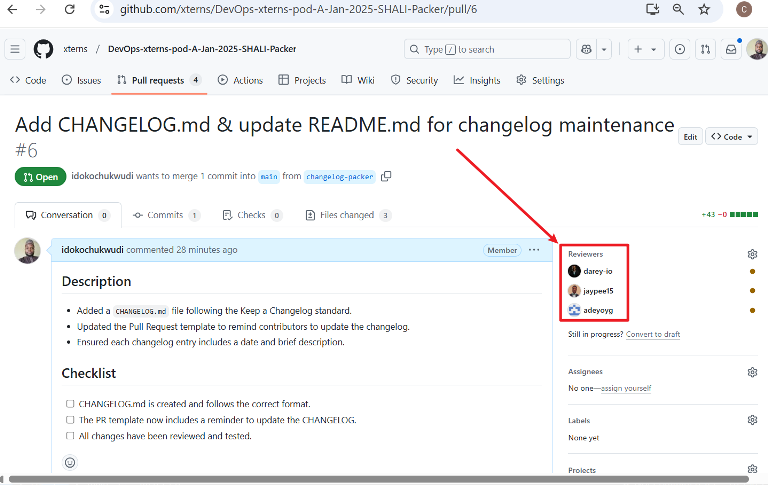 github.com/xterns/DevOps-xterns-pod-A-Jan-2025-SHALI-Packer/pull/6
C
xterns / DevOps-xterns-pod-A-Jan-2025-SHALI-Packer
Type / to search
Code Issues Pull requests 4 Actions Projects Wiki Security Insights Settings
Add CHANGELOG.md & update README.md for changelog maintenance
#6
Edit
Code
Open
idokochukwudi wants to merge 1 commit into main from changelog-packer
Conversation 0
Commits 1
Checks 0
Files changed 3
+43 −0
idokochukwudi commented 28 minutes ago
Member
Description
Added a CHANGELOG.md file following the Keep a Changelog standard.
Updated the Pull Request template to remind contributors to update the changelog.
Ensured each changelog entry includes a date and brief description.
Checklist
CHANGELOG.md is created and follows the correct format.
The PR template now includes a reminder to update the CHANGELOG.
All changes have been reviewed and tested.
Reviewers
darey-io
jaypee15
adeyoyg
Still in progress? Convert to draft
Assignees
No one—assign yourself
Labels
None yet
Projects